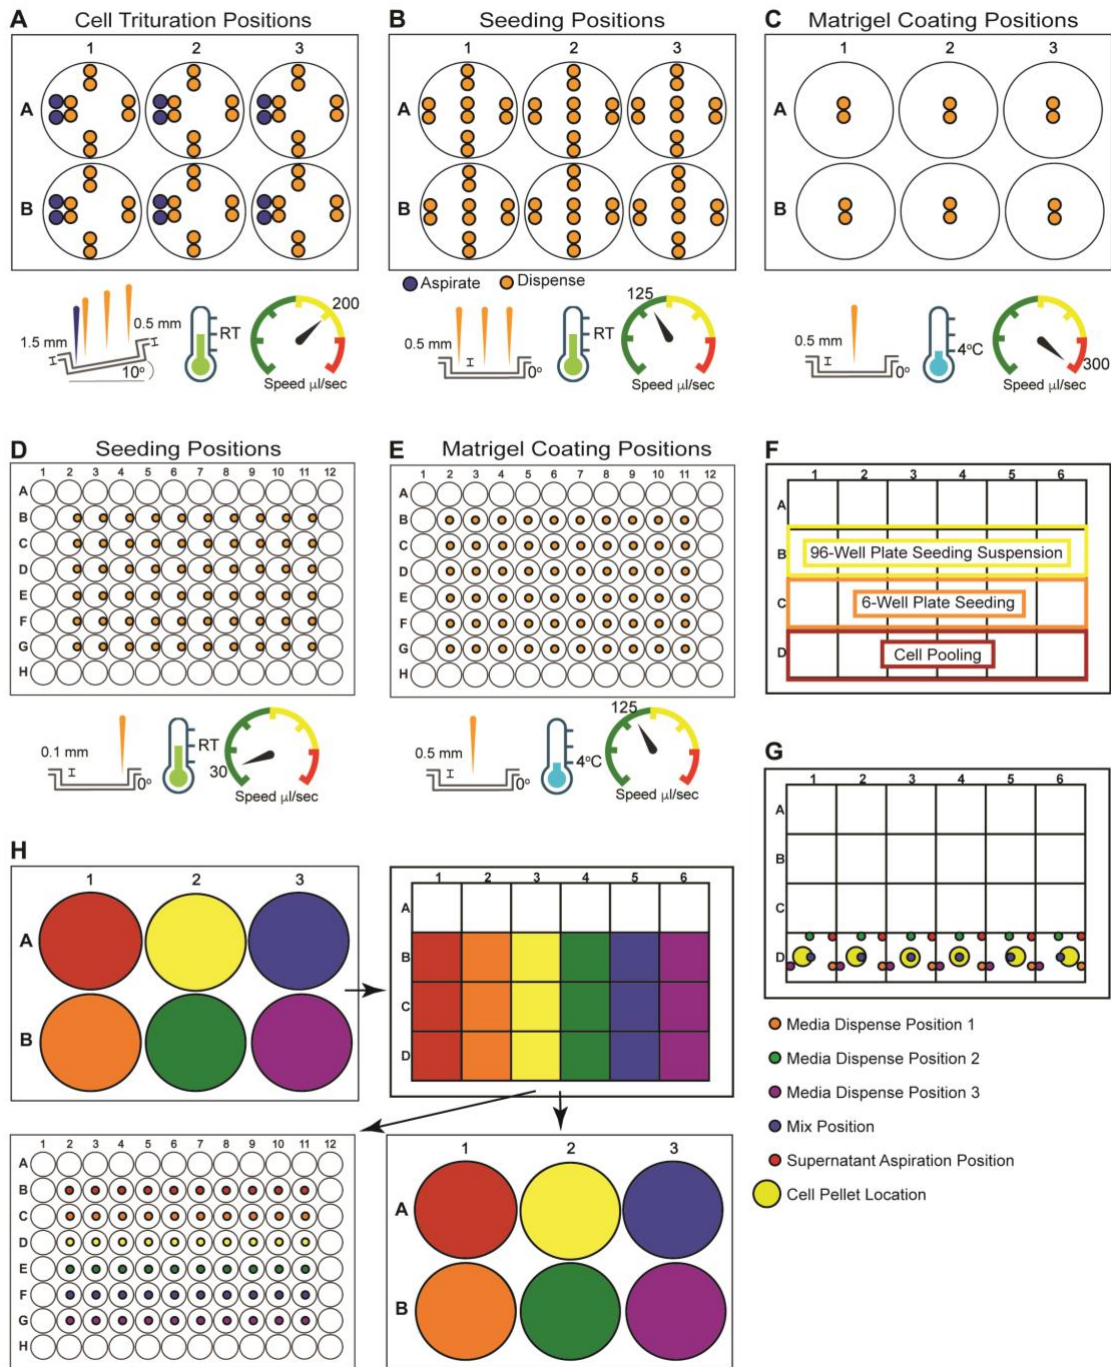 A Cell Trituration Positions
1 2 3
A
B
1.5 mm
0.5 mm
10°
RT
200
Speed µl/sec
B Seeding Positions
1 2 3
A
B
Aspirate Dispense
0.5 mm
0°
RT
125
Speed µl/sec
C Matrigel Coating Positions
1 2 3
A
B
0.5 mm
0°
4°C
300
Speed µl/sec
D Seeding Positions
1 2 3 4 5 6 7 8 9 10 11 12
A
B
C
D
E
F
G
H
0.1 mm
0°
RT
30
Speed µl/sec
E Matrigel Coating Positions
1 2 3 4 5 6 7 8 9 10 11 12
A
B
C
D
E
F
G
H
0.5 mm
0°
4°C
125
Speed µl/sec
F
1 2 3 4 5 6
A
B 96-Well Plate Seeding Suspension
C 6-Well Plate Seeding
D Cell Pooling
G
1 2 3 4 5 6
A
B
C
D
Media Dispense Position 1
Media Dispense Position 2
Media Dispense Position 3
Mix Position
Supernatant Aspiration Position
Cell Pellet Location
H
1 2 3
A
B
1 2 3 4 5 6
A
B
C
D
1 2 3 4 5 6 7 8 9 10 11 12
A
B
C
D
E
F
G
H
1 2 3
A
B